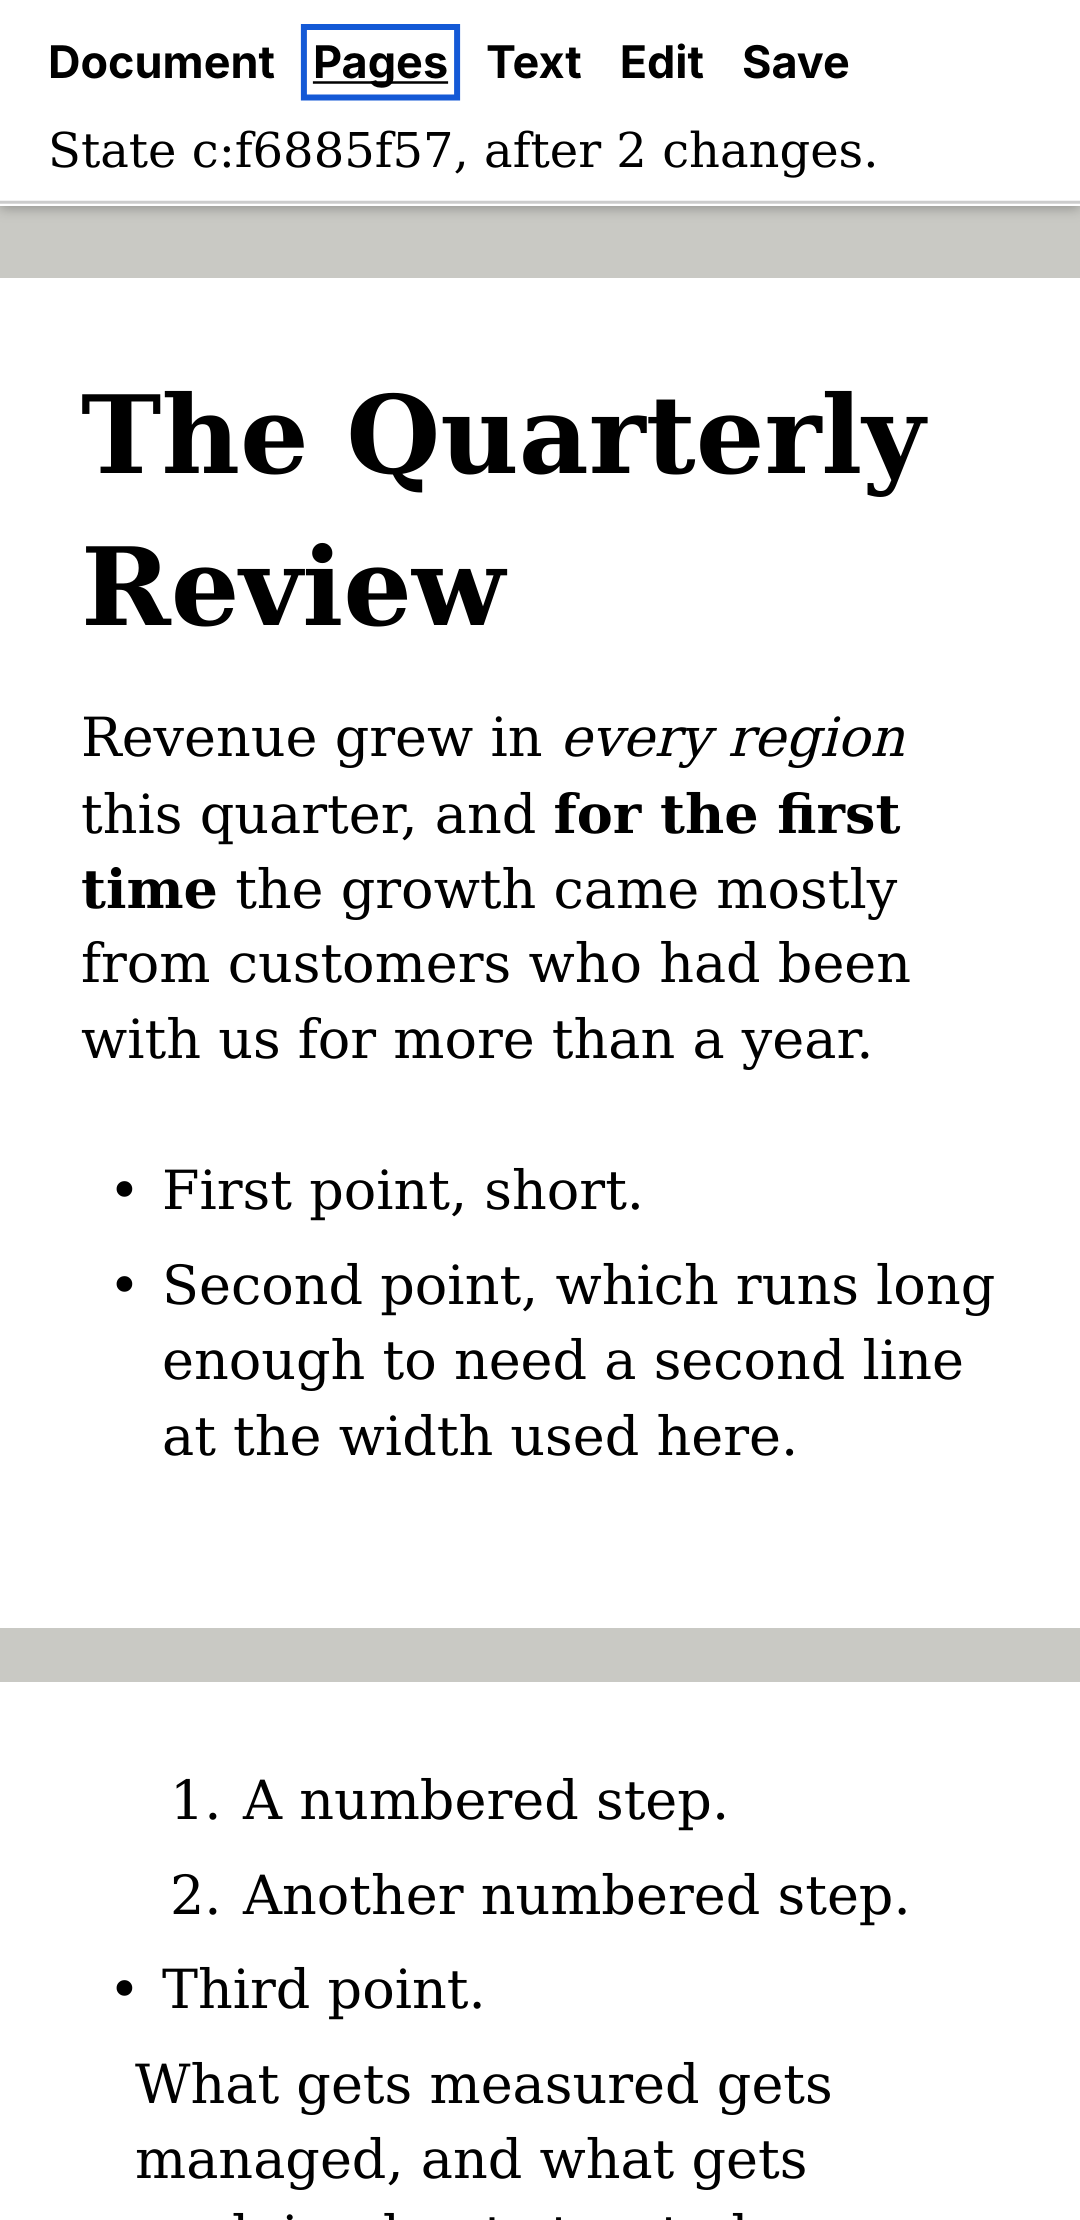 Document Pages Text Edit Save
State c:f6885f57, after 2 changes.
The Quarterly
Review
Revenue grew in every region
this quarter, and for the first
time the growth came mostly
from customers who had been
with us for more than a year.
• First point, short.
• Second point, which runs long
enough to need a second line
at the width used here.
1. A numbered step.
2. Another numbered step.
• Third point.
What gets measured gets
managed, and what gets